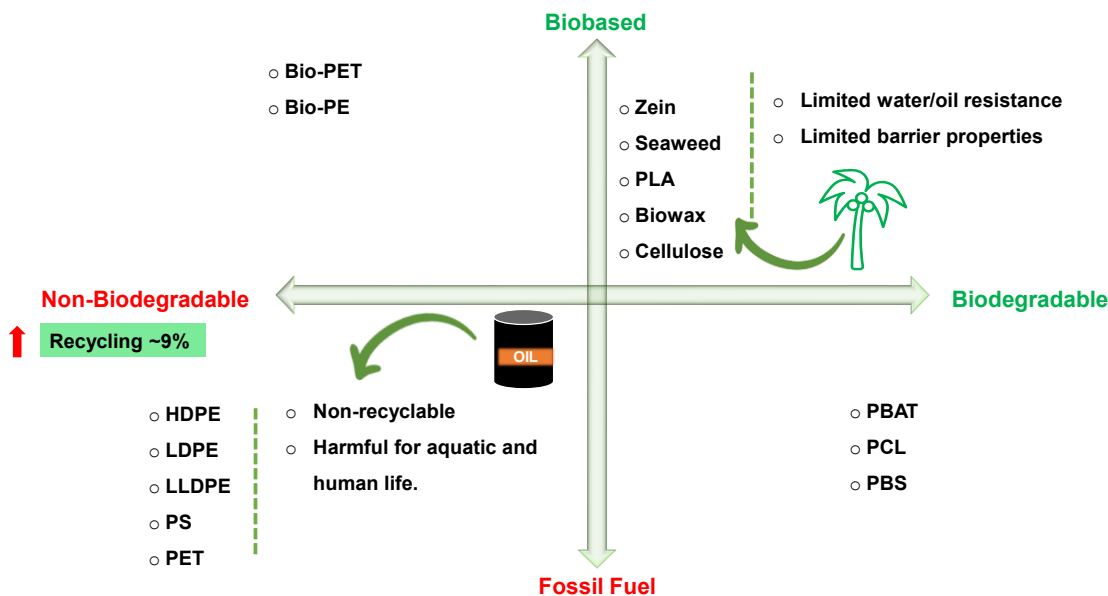 Biobased
○ Bio-PET
○ Bio-PE
○ Zein
○ Seaweed
○ PLA
○ Biowax
○ Cellulose
○ Limited water/oil resistance
○ Limited barrier properties
Non-Biodegradable
Biodegradable
Recycling ~9%
OIL
○ HDPE
○ LDPE
○ LLDPE
○ PS
○ PET
○ Non-recyclable
○ Harmful for aquatic and
human life.
○ PBAT
○ PCL
○ PBS
Fossil Fuel